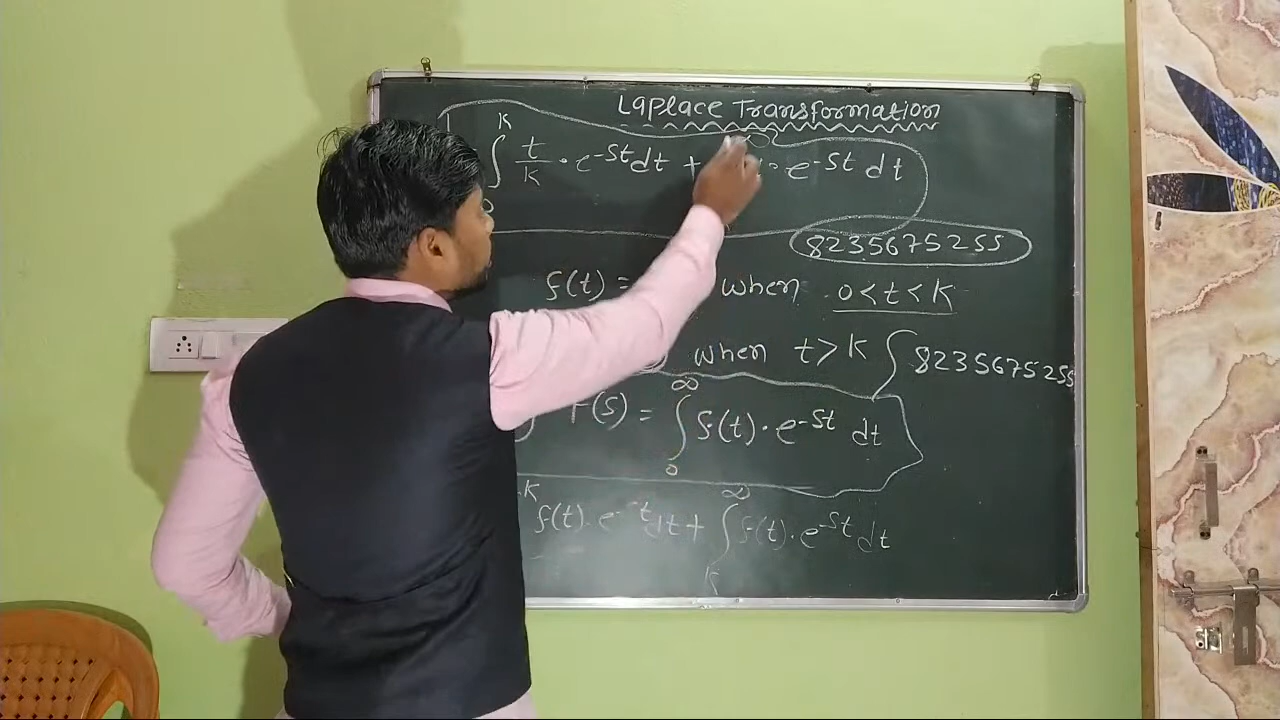 Laplace Transformation
∫₀ᴷ t/K · e^-st dt + · e^-st dt
8235675255
f(t) = when 0 < t < K
when t > K ∫ 8235675255
F(s) = ∫₀^∞ f(t) · e^-st dt
K f(t) · e^-t dt + ∫ₖ^∞ f(t) · e^-st dt